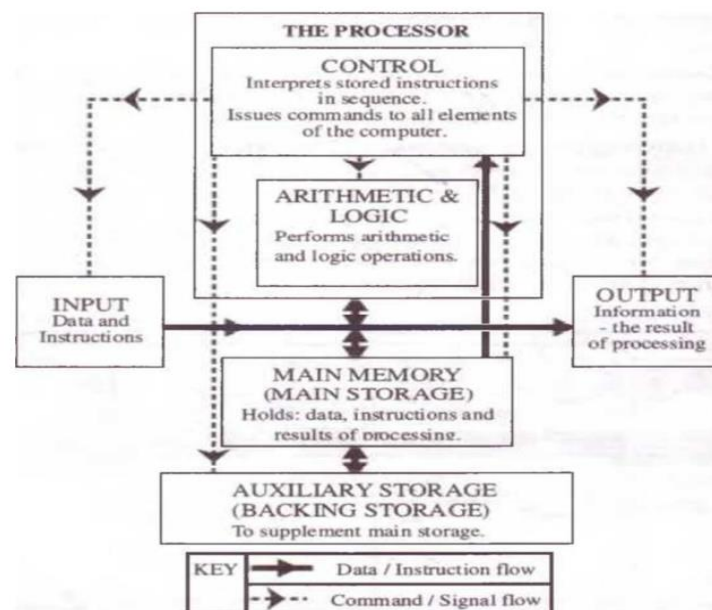 THE PROCESSOR
CONTROL
Interprets stored instructions
in sequence.
Issues commands to all elements
of the computer.
ARITHMETIC &
LOGIC
Performs arithmetic
and logic operations.
INPUT
Data and
Instructions
OUTPUT
Information
- the result
of processing
MAIN MEMORY
(MAIN STORAGE)
Holds: data, instructions and
results of processing.
AUXILIARY STORAGE
(BACKING STORAGE)
To supplement main storage.
KEY
Data / Instruction flow
Command / Signal flow